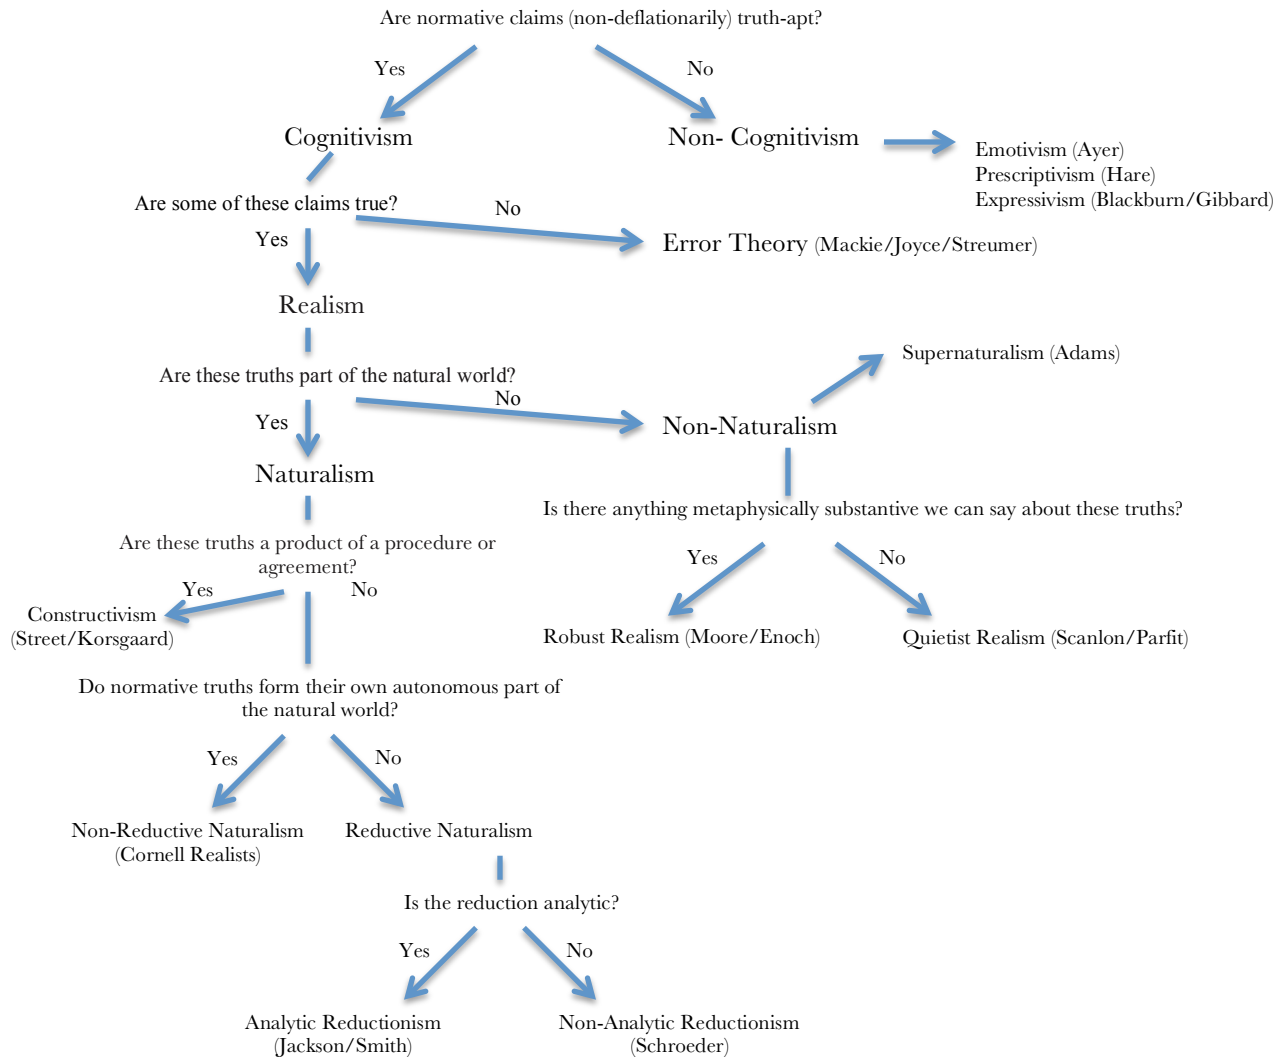 Are normative claims (non-deflationarily) truth-apt?
Yes
No
Cognitivism
Non- Cognitivism
Emotivism (Ayer)
Prescriptivism (Hare)
Expressivism (Blackburn/Gibbard)
Are some of these claims true?
No
Yes
Error Theory (Mackie/Joyce/Streumer)
Realism
Supernaturalism (Adams)
Are these truths part of the natural world?
No
Yes
Non-Naturalism
Naturalism
Is there anything metaphysically substantive we can say about these truths?
Are these truths a product of a procedure or
agreement?
Yes
No
Yes
No
Constructivism
(Street/Korsgaard)
Robust Realism (Moore/Enoch)
Quietist Realism (Scanlon/Parfit)
Do normative truths form their own autonomous part of
the natural world?
Yes
No
Non-Reductive Naturalism
(Cornell Realists)
Reductive Naturalism
Is the reduction analytic?
Yes
No
Analytic Reductionism
(Jackson/Smith)
Non-Analytic Reductionism
(Schroeder)